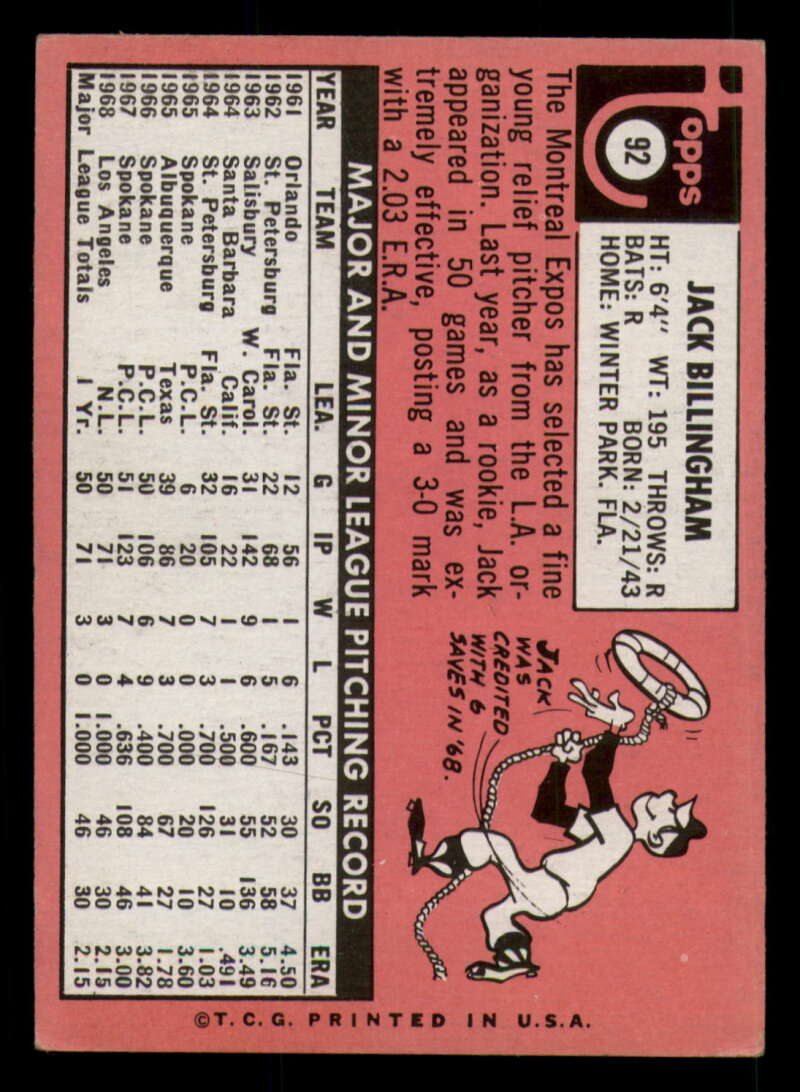 topps
92
JACK BILLINGHAM
HT: 6'4" WT: 195 THROWS: R
BATS: R BORN: 2/21/43
HOME: WINTER PARK. FLA.
The Montreal Expos has selected a fine
young relief pitcher from the L.A. or-
ganization. Last year, as a rookie, Jack
appeared in 50 games and was ex-
tremely effective, posting a 3-0 mark
with a 2.03 E.R.A.
JACK
WAS
CREDITED
WITH 6
SAVES IN '68.
MAJOR AND MINOR LEAGUE PITCHING RECORD
YEAR TEAM LEA. G IP W L PCT SO BB ERA
1961 Orlando Fla. St. 12 56 1 6 .143 30 37 4.50
1962 St. Petersburg Fla. St. 22 68 1 5 .167 52 58 5.16
1963 Salisbury W. Carol. 31 142 9 6 .600 55 136 3.49
1964 Santa Barbara Calif. 16 22 1 1 .500 31 10 .491
1964 St. Petersburg Fla. St. 32 105 7 3 .700 126 27 1.03
1965 Spokane P.C.L. 6 20 0 0 .000 20 10 3.60
1965 Albuquerque Texas 39 86 7 3 .700 67 27 1.78
1966 Spokane P.C.L. 50 106 6 9 .400 84 41 3.82
1967 Spokane P.C.L. 51 123 7 4 .636 108 46 3.00
1968 Los Angeles N.L. 50 71 3 0 1.000 46 30 2.15
Major League Totals 1 Yr. 50 71 3 0 1.000 46 30 2.15
©T.C.G. PRINTED IN U.S.A.